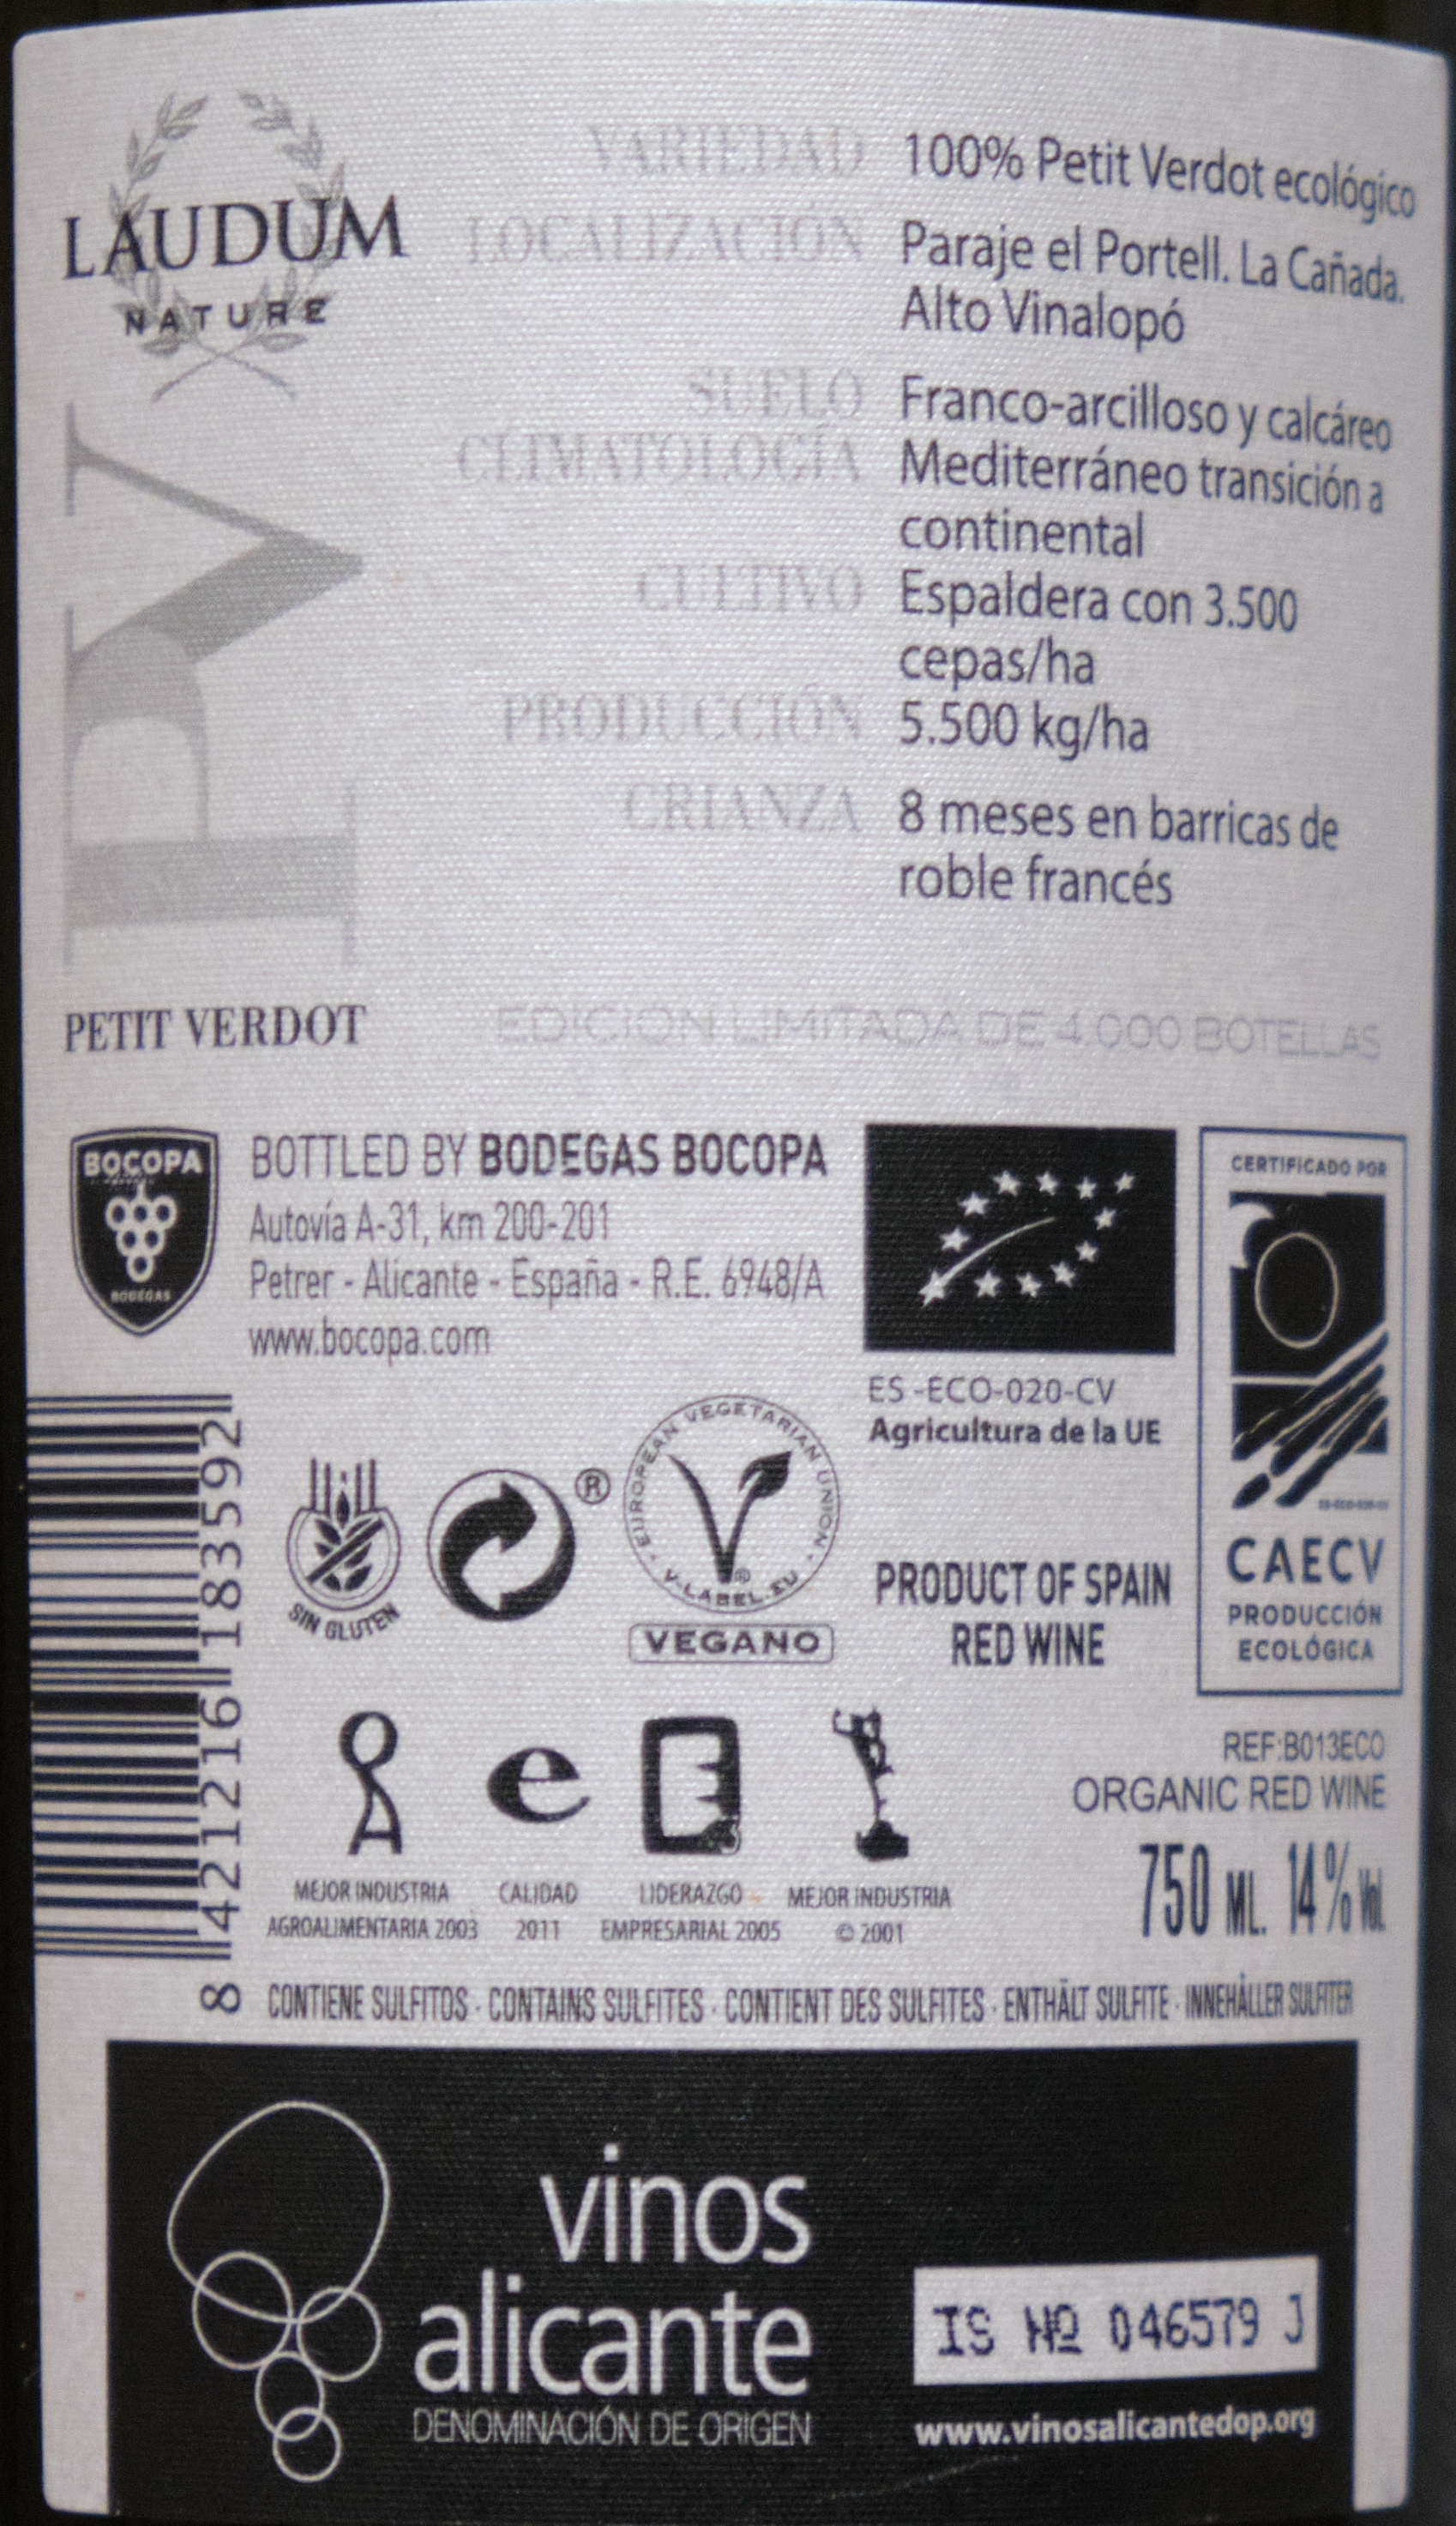 LAUDUM
NATURE
PV
PETIT VERDOT
VARIEDAD 100% Petit Verdot ecológico
LOCALIZACIÓN Paraje el Portell. La Cañada.
Alto Vinalopó
SUELO Franco-arcilloso y calcáreo
CLIMATOLOGÍA Mediterráneo transición a
continental
CULTIVO Espaldera con 3.500
cepas/ha
PRODUCCIÓN 5.500 kg/ha
CRIANZA 8 meses en barricas de
roble francés
EDICIÓN LIMITADA DE 4.000 BOTELLAS
BOCOPA
BODEGAS
BOTTLED BY BODEGAS BOCOPA
Autovía A-31, km 200-201
Petrer - Alicante - España - R.E. 6948/A
www.bocopa.com
ES -ECO-020-CV
Agricultura de la UE
CERTIFICADO POR
ES-ECO-020-CV
CAECV
PRODUCCIÓN
ECOLÓGICA
8 421216 183592
SIN GLUTEN
®
· EUROPEAN VEGETARIAN UNION ·
V-LABEL.EU
®
VEGANO
PRODUCT OF SPAIN
RED WINE
e
MEJOR INDUSTRIA
AGROALIMENTARIA 2003
CALIDAD
2011
LIDERAZGO
EMPRESARIAL 2005
MEJOR INDUSTRIA
© 2001
REF:B013ECO
ORGANIC RED WINE
750 ML. 14% Vol.
CONTIENE SULFITOS · CONTAINS SULFITES · CONTIENT DES SULFITES · ENTHÄLT SULFITE · INNEHÅLLER SULFITER
vinos
alicante
DENOMINACIÓN DE ORIGEN
IS Nº 046579 J
www.vinosalicantedop.org